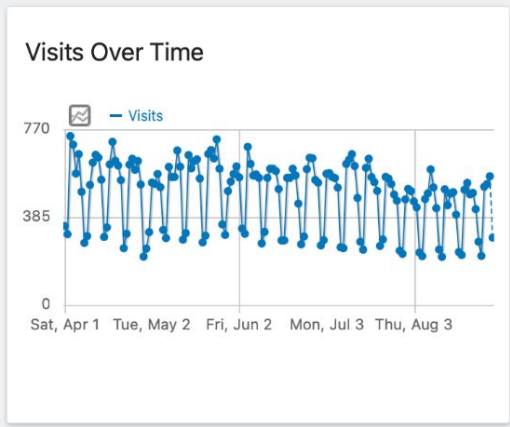 Visits Over Time
Visits
770
385
0
Sat, Apr 1 Tue, May 2 Fri, Jun 2 Mon, Jul 3 Thu, Aug 3